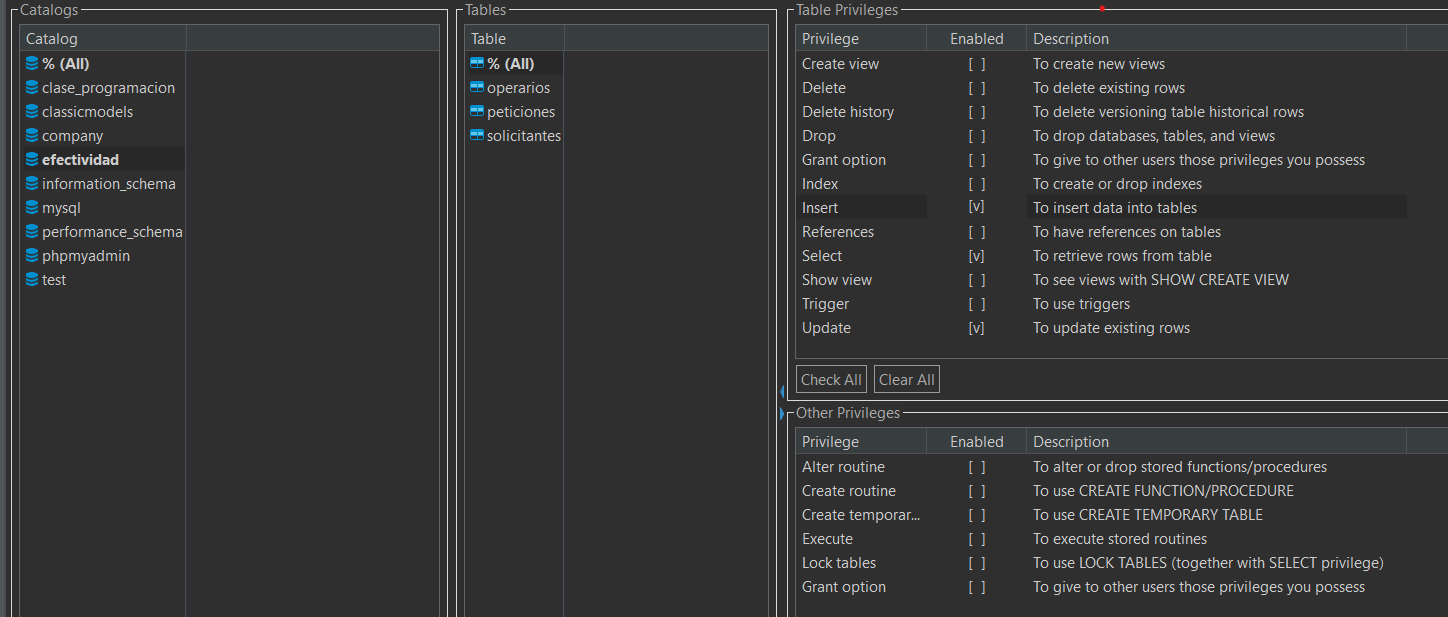 Catalogs
Catalog
% (All)
clase_programacion
classicmodels
company
efectividad
information_schema
mysql
performance_schema
phpmyadmin
test
Tables
Table
% (All)
operarios
peticiones
solicitantes
Table Privileges
Privilege Enabled Description
Create view [ ] To create new views
Delete [ ] To delete existing rows
Delete history [ ] To delete versioning table historical rows
Drop [ ] To drop databases, tables, and views
Grant option [ ] To give to other users those privileges you possess
Index [ ] To create or drop indexes
Insert [v] To insert data into tables
References [ ] To have references on tables
Select [v] To retrieve rows from table
Show view [ ] To see views with SHOW CREATE VIEW
Trigger [ ] To use triggers
Update [v] To update existing rows
Check All Clear All
Other Privileges
Privilege Enabled Description
Alter routine [ ] To alter or drop stored functions/procedures
Create routine [ ] To use CREATE FUNCTION/PROCEDURE
Create temporar... [ ] To use CREATE TEMPORARY TABLE
Execute [ ] To execute stored routines
Lock tables [ ] To use LOCK TABLES (together with SELECT privilege)
Grant option [ ] To give to other users those privileges you possess